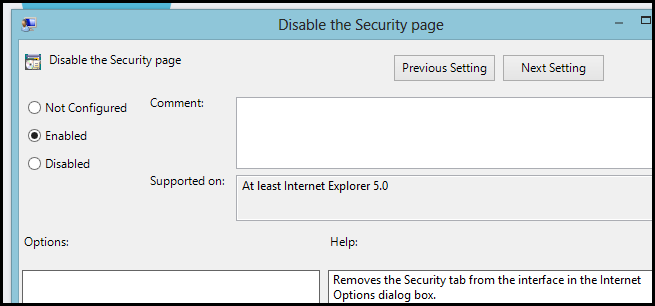 Disable the Security page
Disable the Security page
Previous Setting
Next Setting
Not Configured
Comment:
Enabled
Disabled
Supported on:
At least Internet Explorer 5.0
Options:
Help:
Removes the Security tab from the interface in the Internet
Options dialog box.